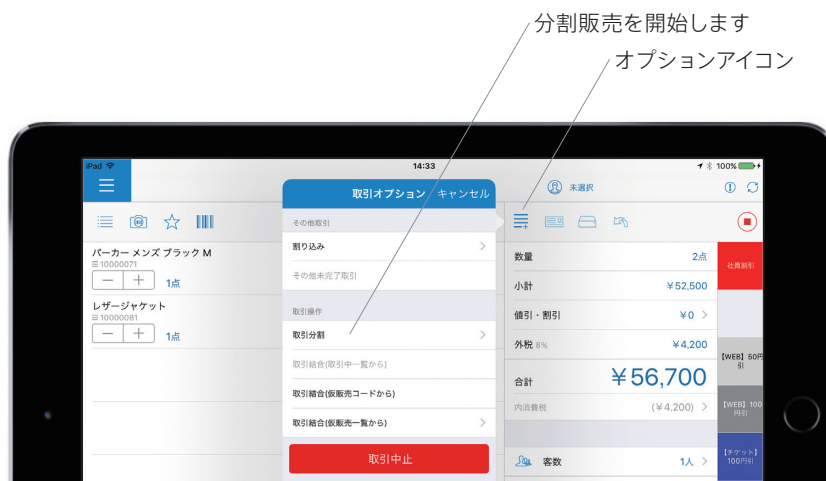 分割販売を開始します
オプションアイコン
iPad
14:33
100%
取引オプション
キャンセル
未選択
その他取引
割り込み
その他未完了取引
取引操作
取引分割
取引結合(取引中一覧から)
取引結合(仮販売コードから)
取引結合(仮販売一覧から)
取引中止
パーカー メンズ ブラック M
10000071
1点
レザージャケット
10000081
1点
数量 2点
小計 ¥52,500
値引・割引 ¥0
外税 8% ¥4,200
合計 ¥56,700
内消費税 (¥4,200)
客数 1人
社員割引
【WEB】50円
引
【WEB】100
円引
【チケット】
100円引